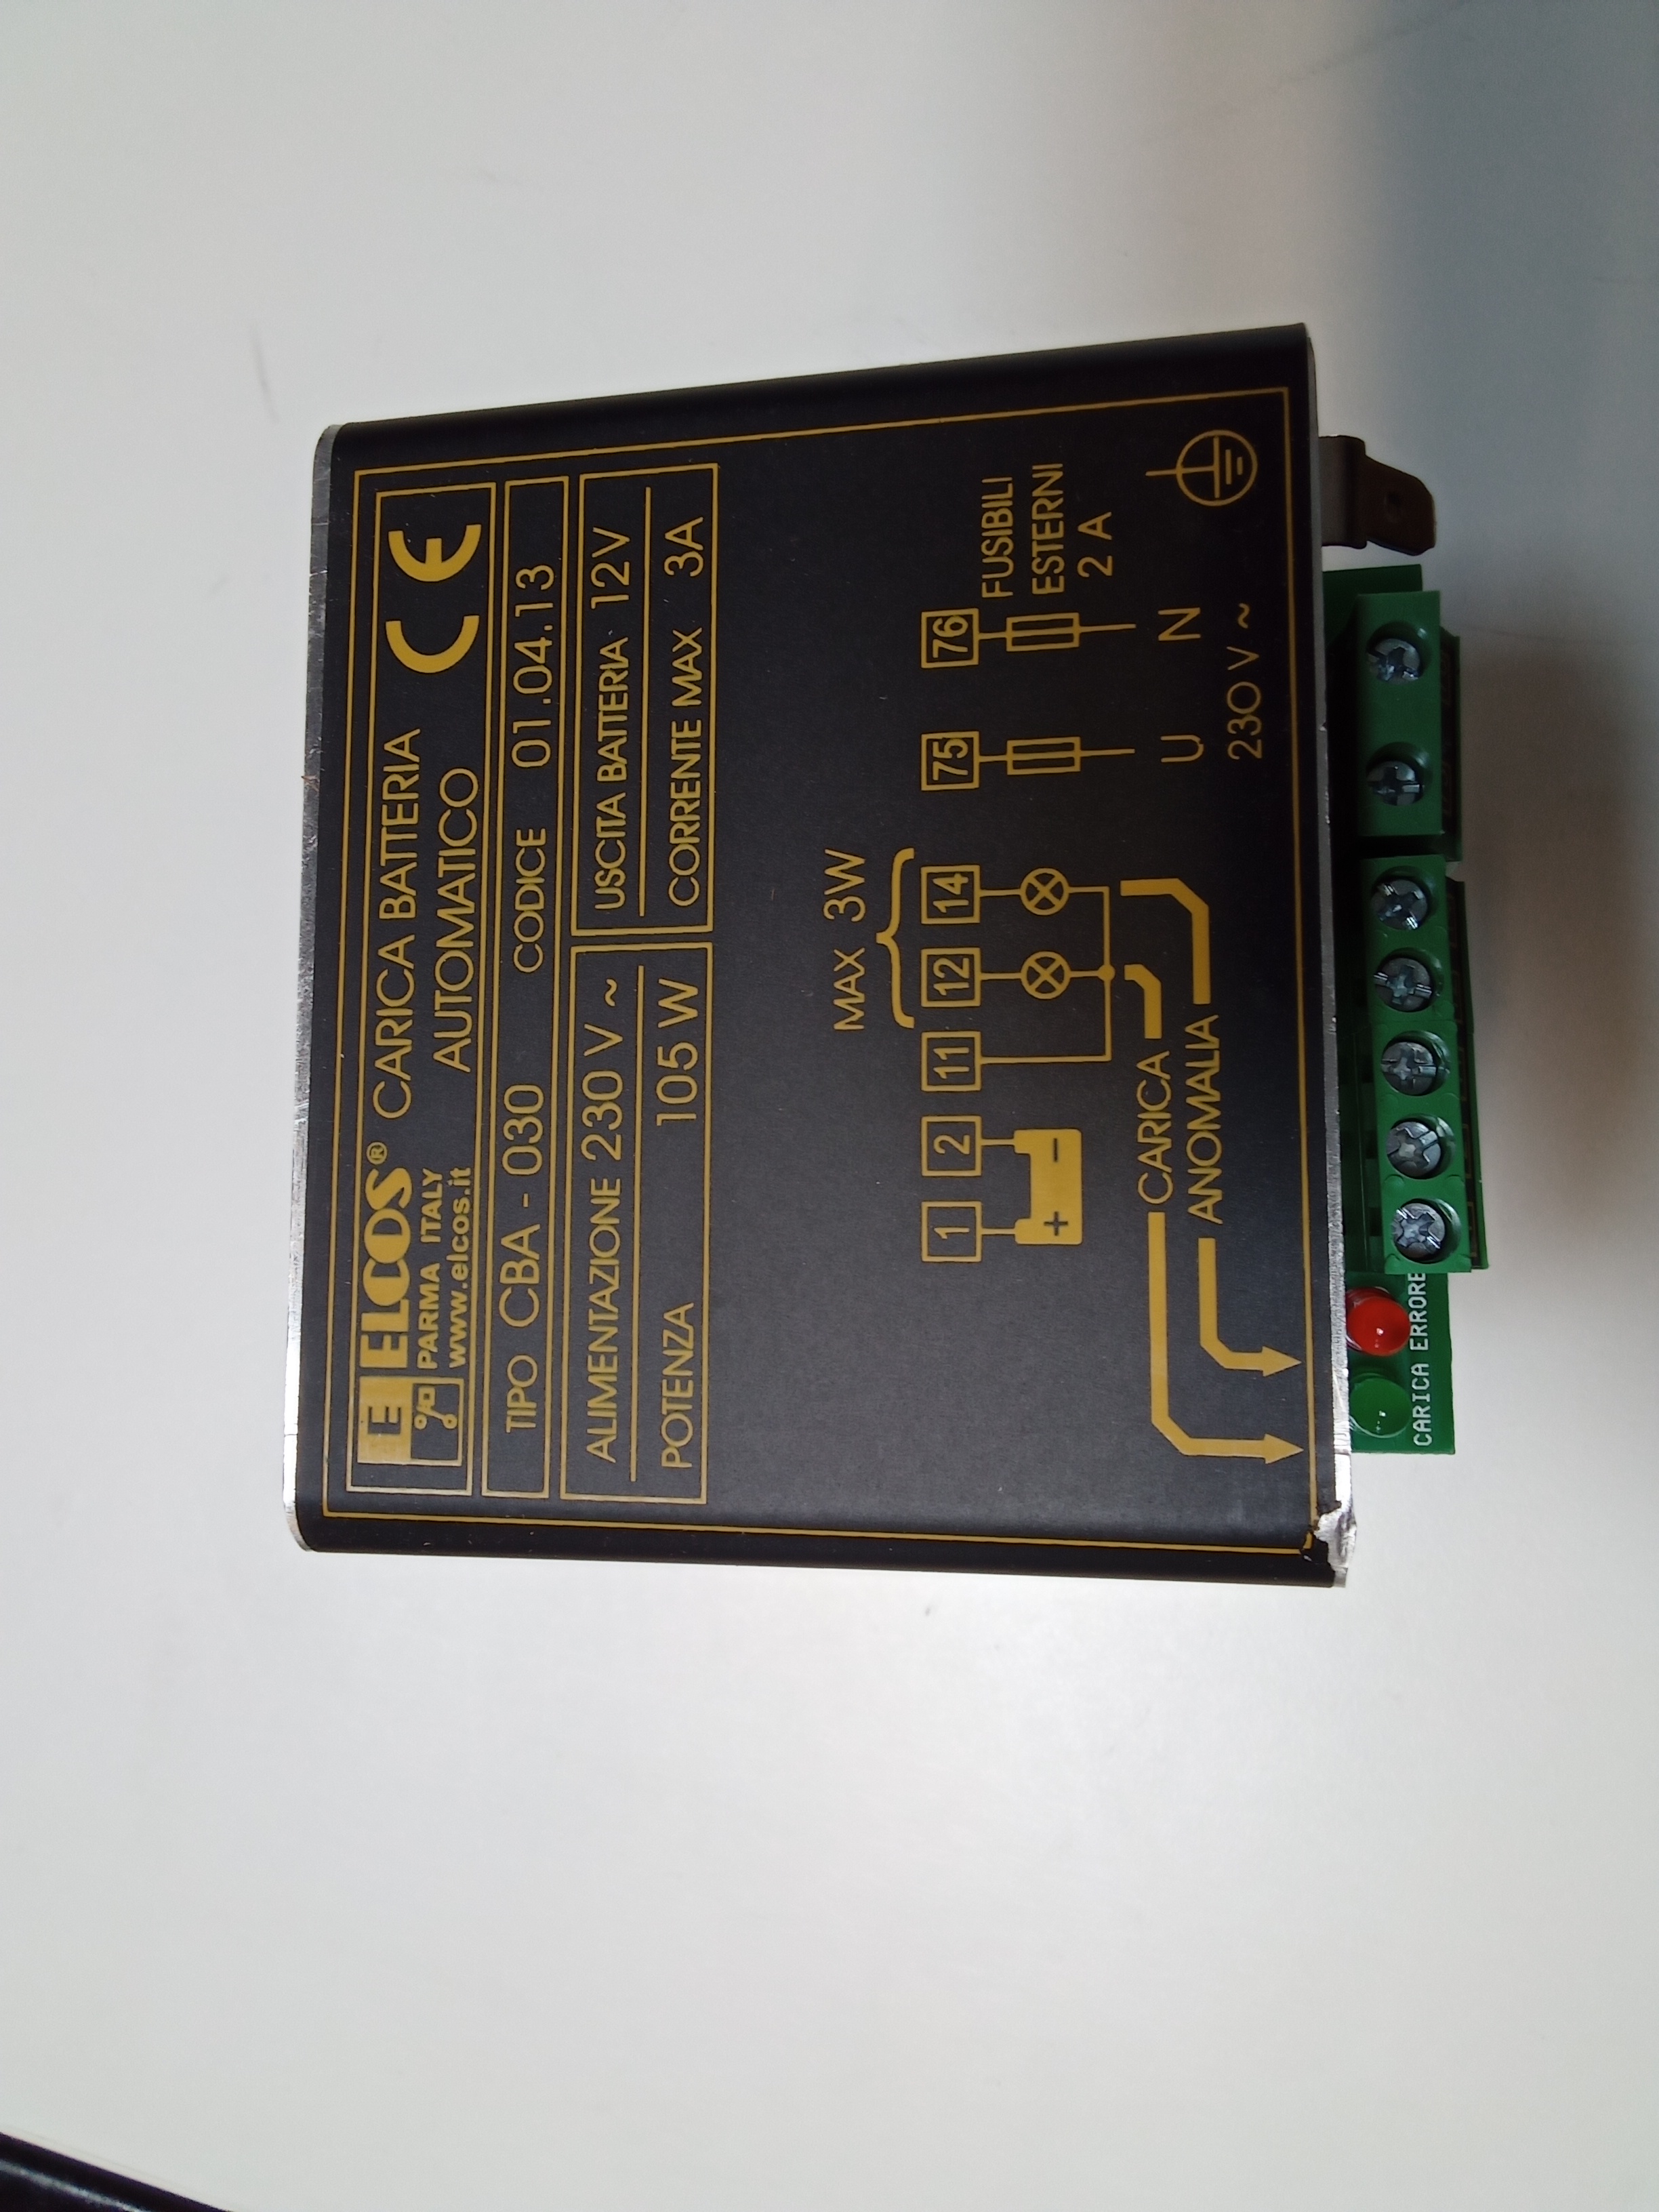 E ELCOS® CARICA BATTERIA
PARMA ITALY AUTOMATICO
www.elcos.it
CE
TIPO CBA - 030 CODICE 01.04.13
ALIMENTAZIONE 230 V ~
POTENZA 105 W
USCITA BATTERIA 12V
CORRENTE MAX 3A
MAX 3W
1 2 11 12 14 75 76
+ -
FUSIBILI
ESTERNI
2 A
CARICA
ANOMALIA
U N
230 V ~
CARICA ERRORE